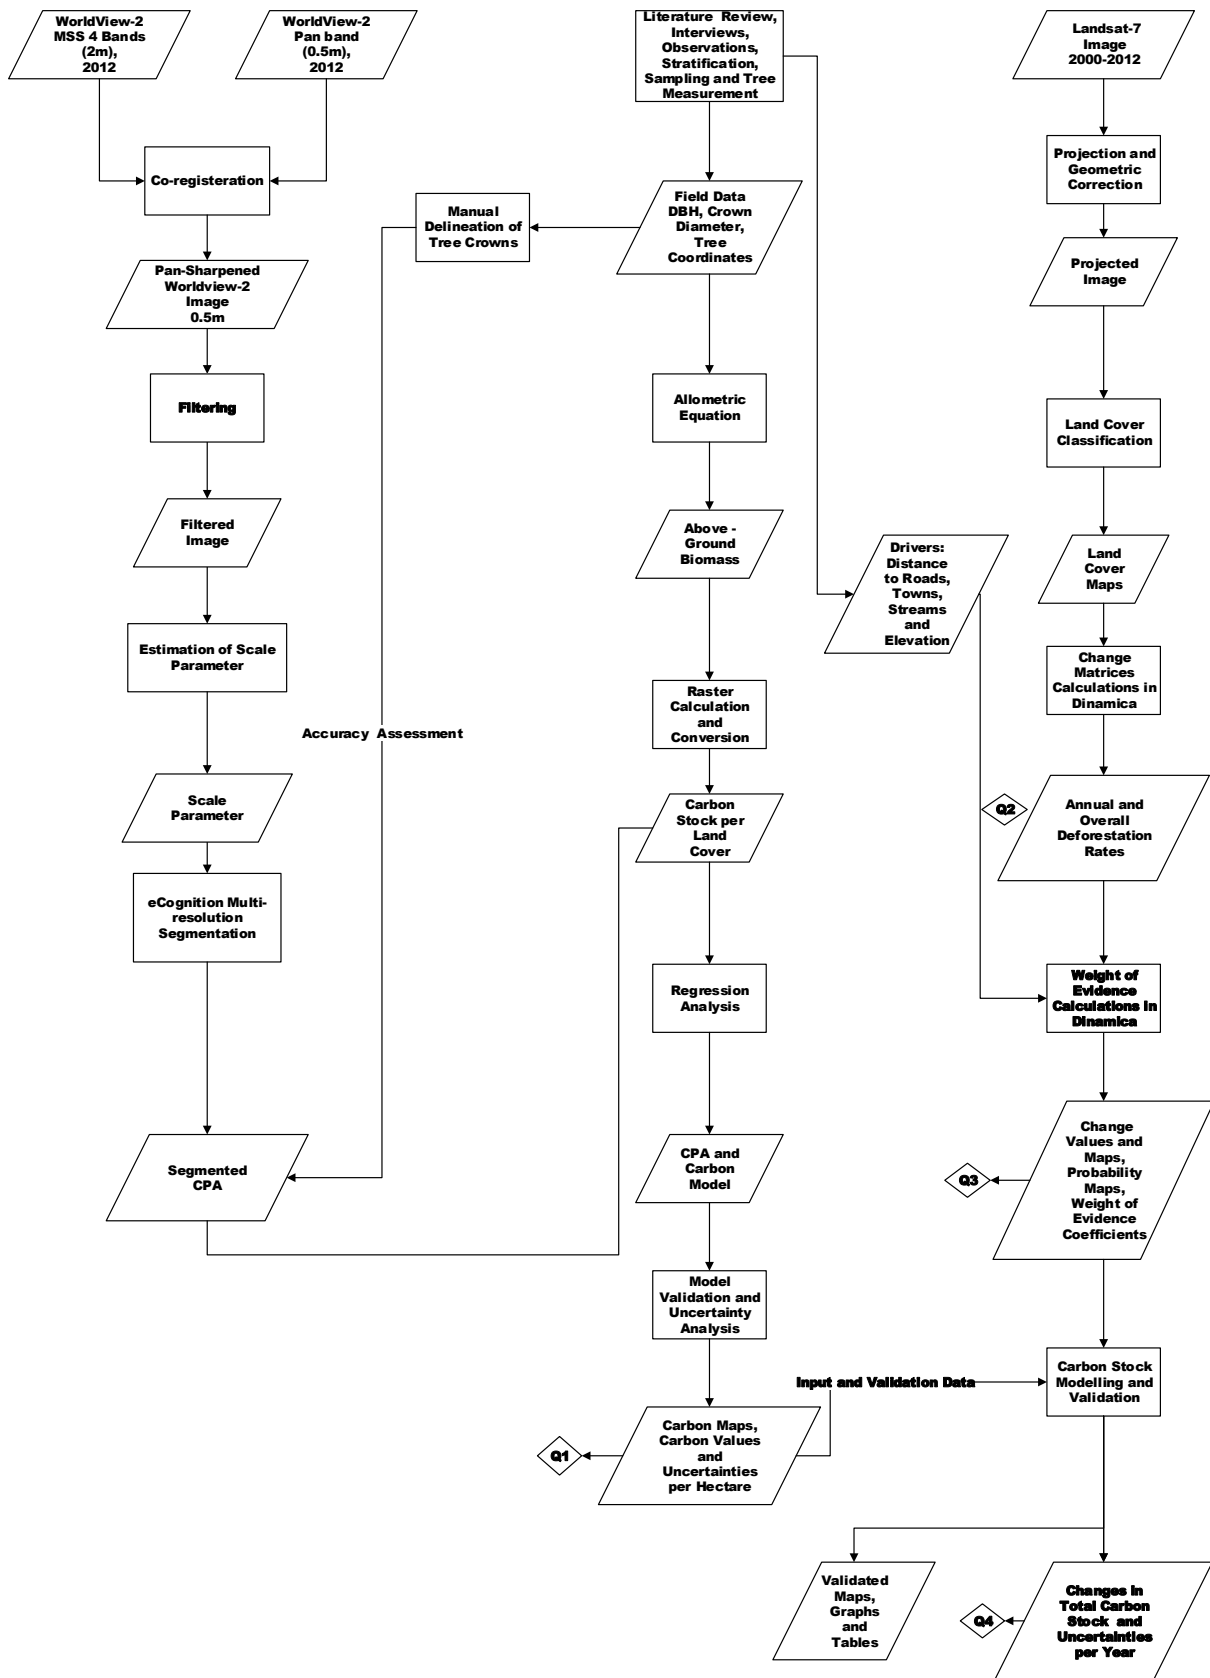 WorldView-2
MSS 4 Bands
(2m),
2012
WorldView-2
Pan band
(0.5m),
2012
Literature Review,
Interviews,
Observations,
Stratification,
Sampling and Tree
Measurement
Landsat-7
Image
2000-2012
Co-registeration
Manual
Delineation of
Tree Crowns
Field Data
DBH, Crown
Diameter,
Tree
Coordinates
Projection and
Geometric
Correction
Pan-Sharpened
Worldview-2
Image
0.5m
Projected
Image
Filtering
Allometric
Equation
Land Cover
Classification
Filtered
Image
Above -
Ground
Biomass
Drivers:
Distance
to Roads,
Towns,
Streams
and
Elevation
Land
Cover
Maps
Estimation of Scale
Parameter
Change
Matrices
Calculations in
Dinamica
Accuracy Assessment
Raster
Calculation
and
Conversion
Scale
Parameter
Carbon
Stock per
Land
Cover
Q2
Annual and
Overall
Deforestation
Rates
eCognition Multi-
resolution
Segmentation
Regression
Analysis
Weight of
Evidence
Calculations in
Dinamica
Segmented
CPA
CPA and
Carbon
Model
Q3
Change
Values and
Maps,
Probability
Maps,
Weight of
Evidence
Coefficients
Model
Validation and
Uncertainty
Analysis
Input and Validation Data
Carbon Stock
Modelling and
Validation
Q1
Carbon Maps,
Carbon Values
and
Uncertainties
per Hectare
Validated
Maps,
Graphs
and
Tables
Q4
Changes in
Total Carbon
Stock and
Uncertainties
per Year